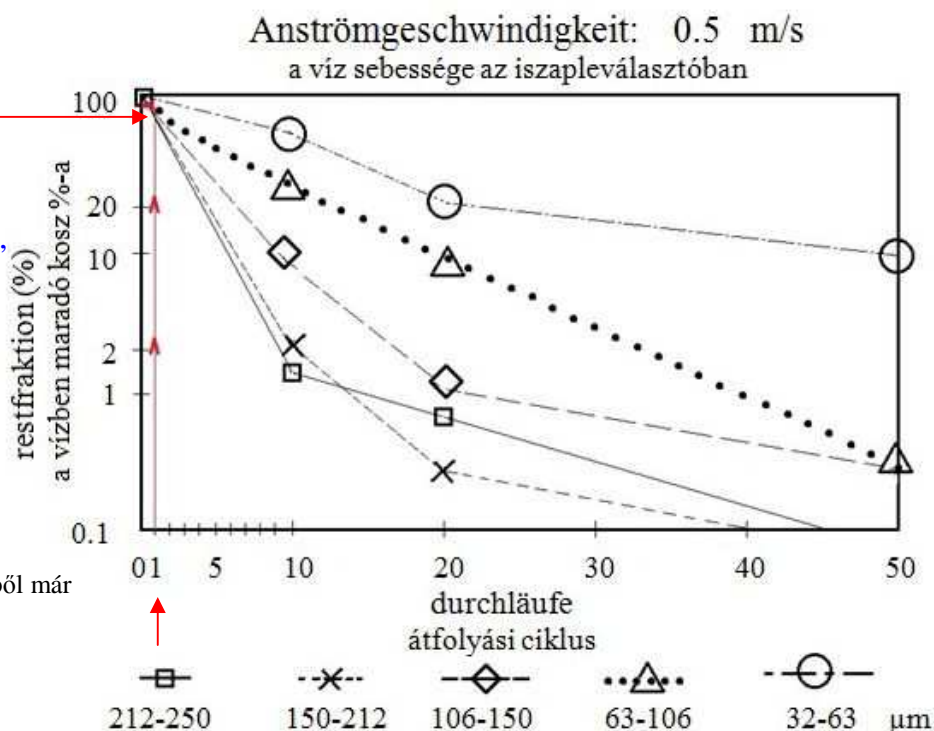 Anströmgeschwindigkeit: 0.5 m/s
a víz sebessége az iszapleválasztóban
restfraktion (%)
a vízben maradó kosz %-a
100
20
10
2
1
0.1
,
ből már
0 1 5 10 20 30 40 50
durchläufe
átfolyási ciklus
212-250 150-212 106-150 63-106 32-63 µm